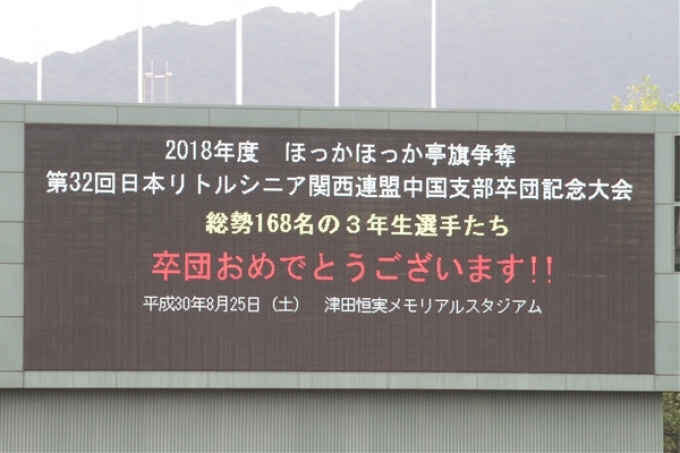 2018年度　ほっかほっか亭旗争奪
第32回日本リトルシニア関西連盟中国支部卒団記念大会
総勢168名の３年生選手たち
卒団おめでとうございます!!
平成30年8月25日（土）　津田恒実メモリアルスタジアム